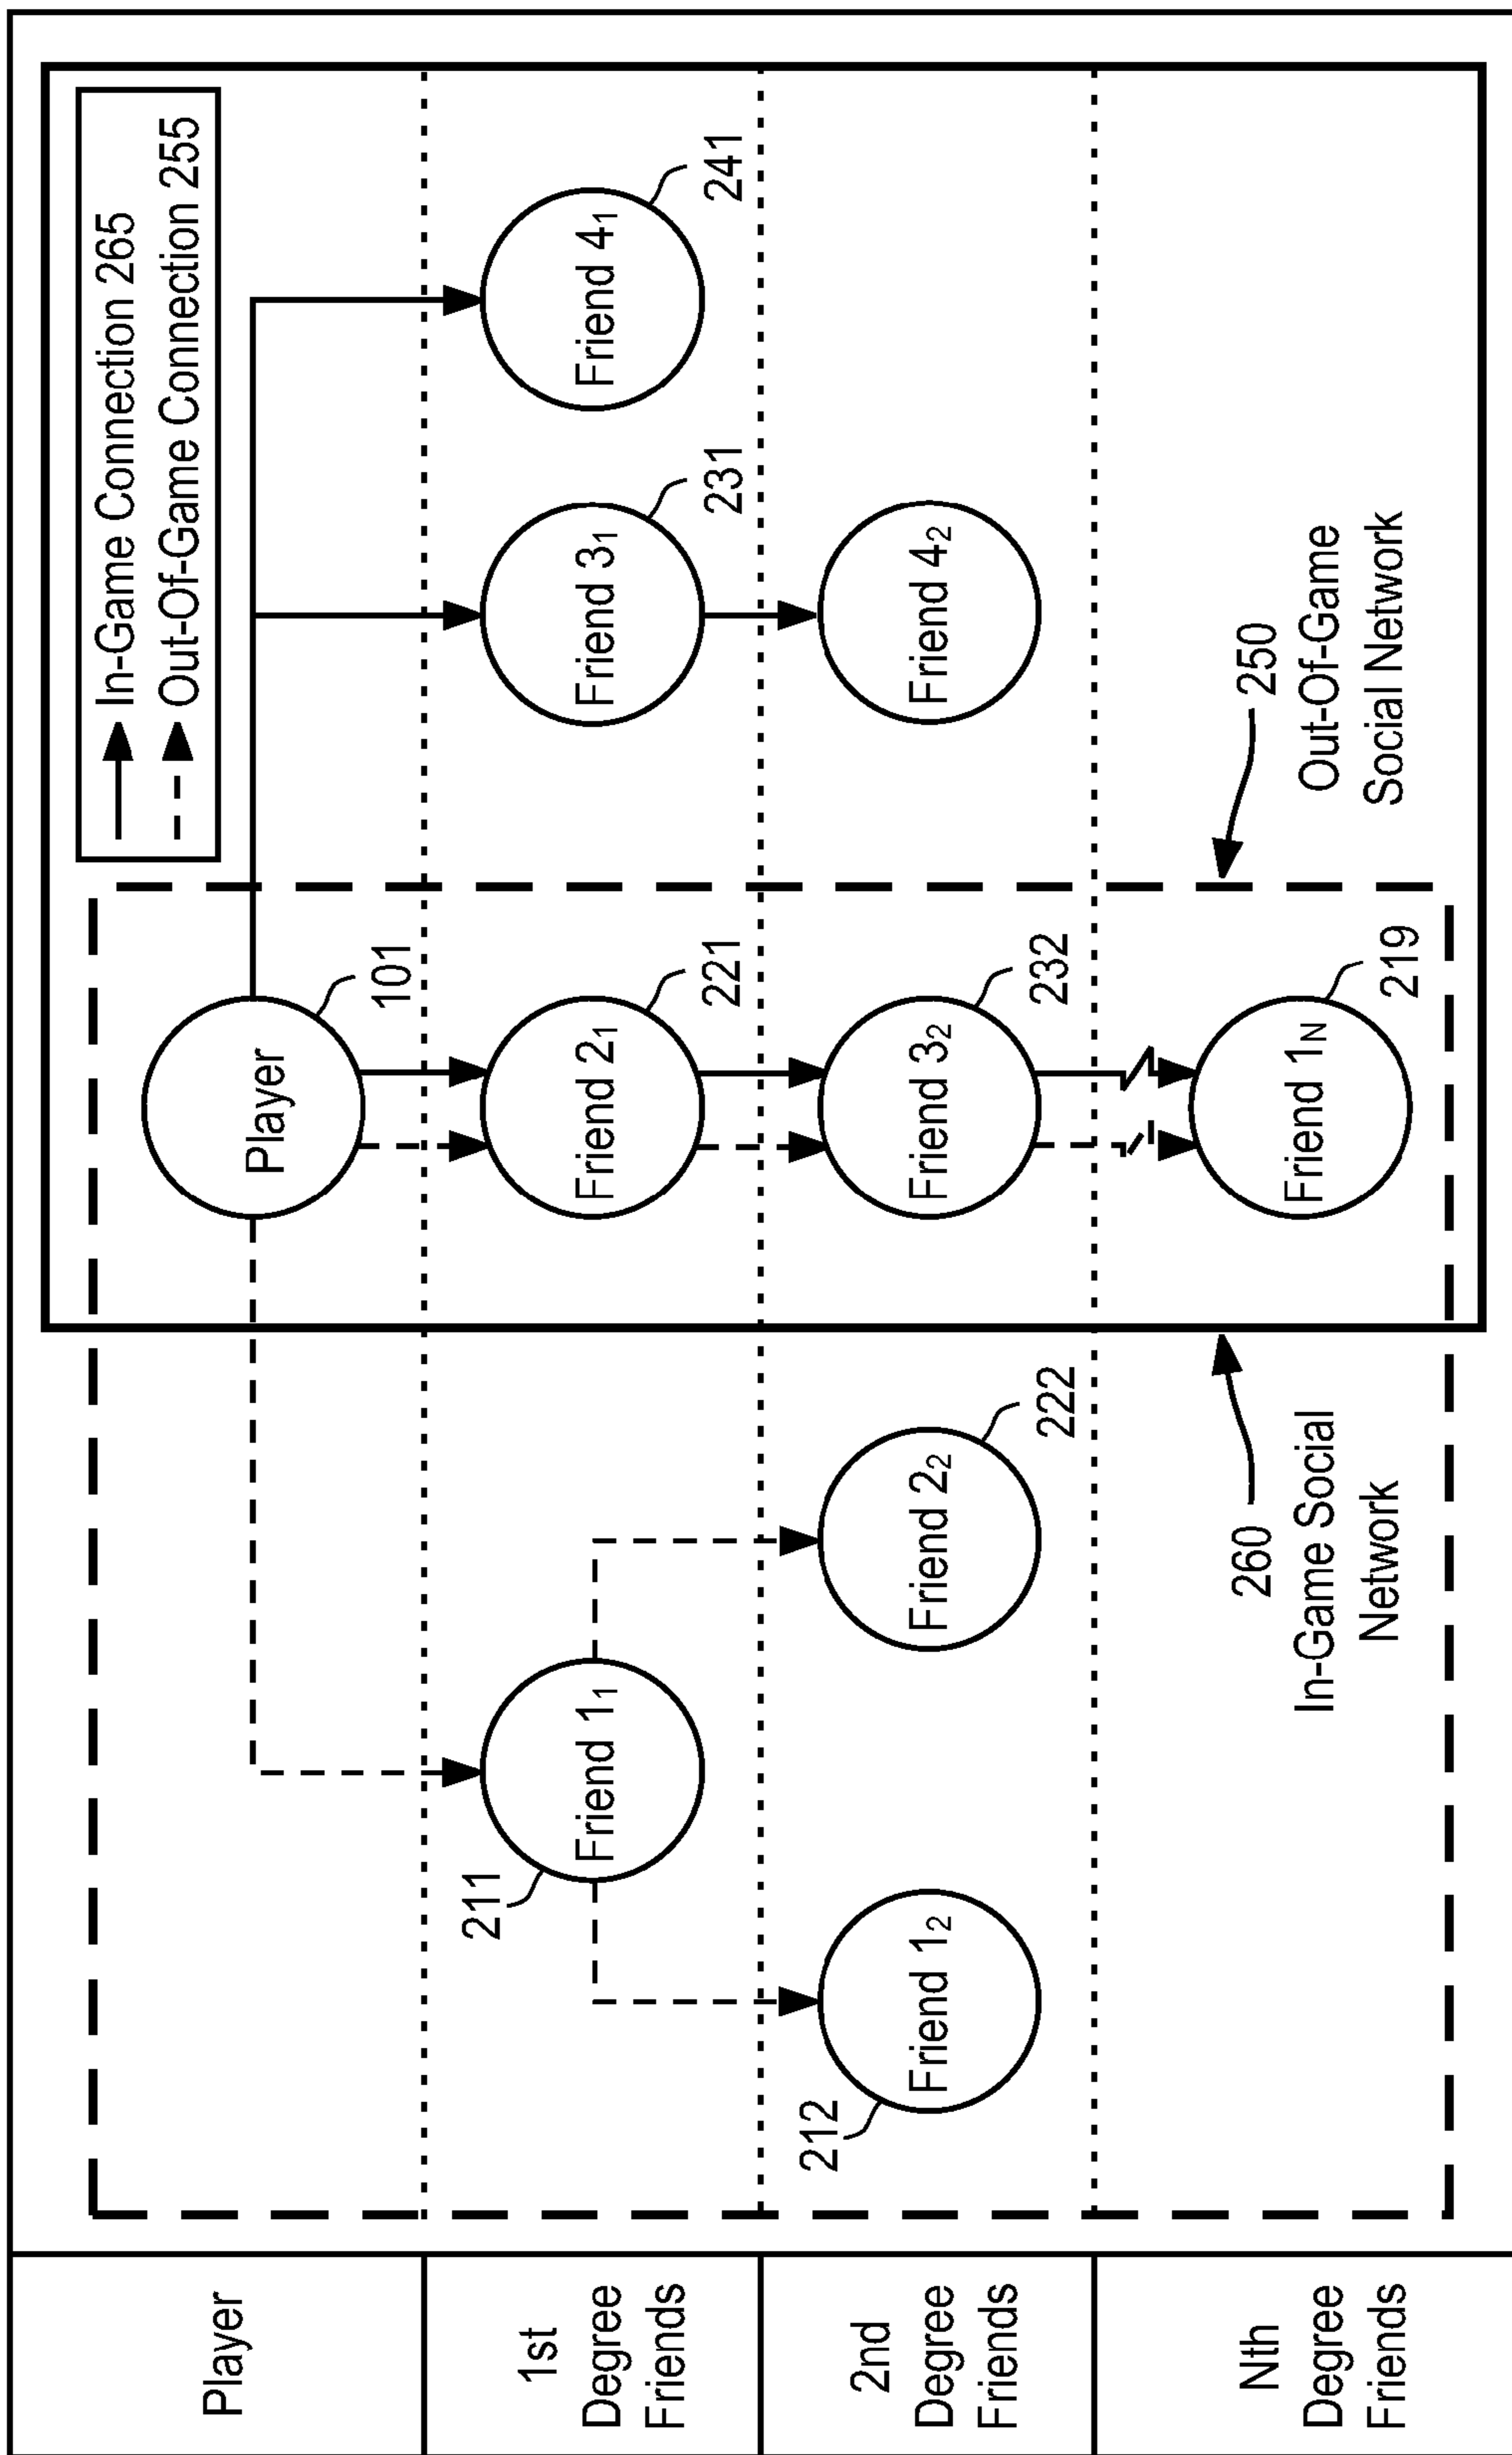 Player
In-Game Connection 265
Out-Of-Game Connection 255
Player
101
1st
Degree
Friends
211
Friend 1₁
Friend 2₁
221
Friend 3₁
231
Friend 4₁
241
2nd
Degree
Friends
212
Friend 1₂
Friend 2₂
222
Friend 3₂
232
Friend 4₂
Nth
Degree
Friends
260
In-Game Social
Network
Friend 1N
219
250
Out-Of-Game
Social Network